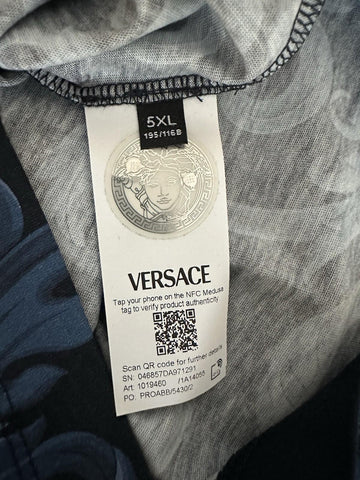 5XL
195/116B
VERSACE
Tap your phone on the NFC Medusa
tag to verify product authenticity
Scan QR code for further details
SN: 046857DA971291
Art: 1019460 /1A14055
PO: PROABB/5430/2